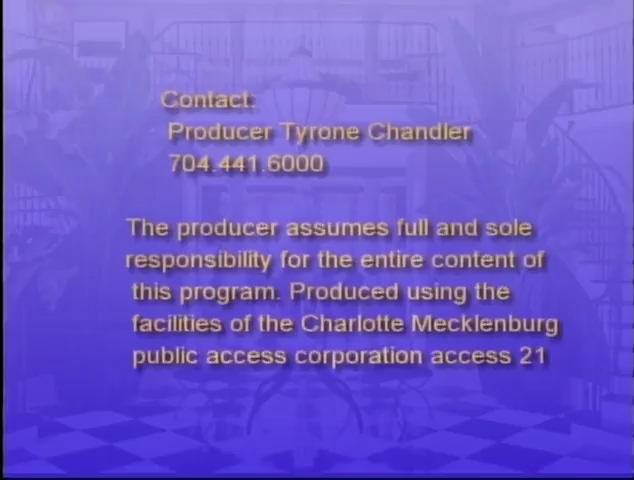 Contact:
Producer Tyrone Chandler
704.441.6000
The producer assumes full and sole
responsibility for the entire content of
this program. Produced using the
facilities of the Charlotte Mecklenburg
public access corporation access 21